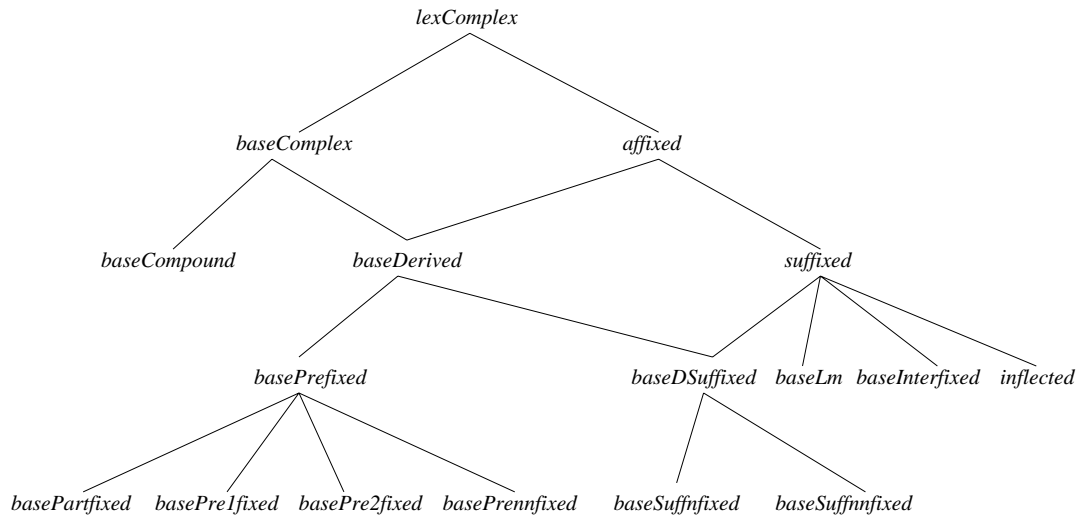 lexComplex
baseComplex affixed
baseCompound baseDerived suffixed
basePrefixed baseDSuffixed baseLm baseInterfixed inflected
basePartfixed basePre1fixed basePre2fixed basePrennfixed baseSuffnfixed baseSuffnnfixed